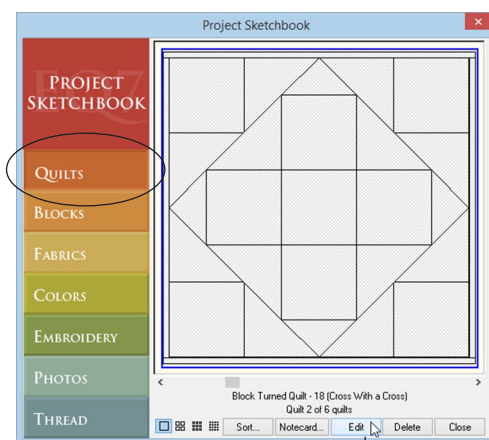 Project Sketchbook
PROJECT
SKETCHBOOK
EQ7
QUILTS
BLOCKS
FABRICS
COLORS
EMBROIDERY
PHOTOS
THREAD
Block Turned Quilt - 18 (Cross With a Cross)
Quilt 2 of 6 quilts
Sort... Notecard... Edit Delete Close